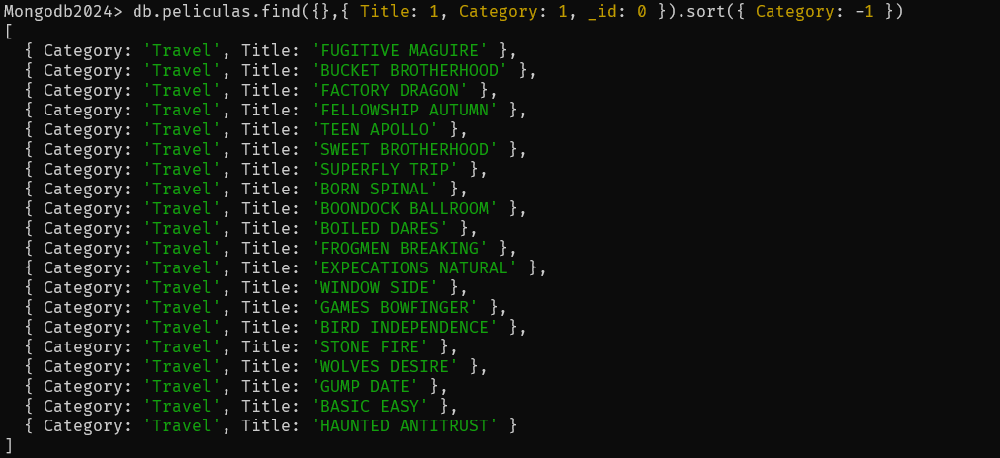 Mongodb2024> db.peliculas.find({},{ Title: 1, Category: 1, _id: 0 }).sort({ Category: -1 })
[
  { Category: 'Travel', Title: 'FUGITIVE MAGUIRE' },
  { Category: 'Travel', Title: 'BUCKET BROTHERHOOD' },
  { Category: 'Travel', Title: 'FACTORY DRAGON' },
  { Category: 'Travel', Title: 'FELLOWSHIP AUTUMN' },
  { Category: 'Travel', Title: 'TEEN APOLLO' },
  { Category: 'Travel', Title: 'SWEET BROTHERHOOD' },
  { Category: 'Travel', Title: 'SUPERFLY TRIP' },
  { Category: 'Travel', Title: 'BORN SPINAL' },
  { Category: 'Travel', Title: 'BOONDOCK BALLROOM' },
  { Category: 'Travel', Title: 'BOILED DARES' },
  { Category: 'Travel', Title: 'FROGMEN BREAKING' },
  { Category: 'Travel', Title: 'EXPECATIONS NATURAL' },
  { Category: 'Travel', Title: 'WINDOW SIDE' },
  { Category: 'Travel', Title: 'GAMES BOWFINGER' },
  { Category: 'Travel', Title: 'BIRD INDEPENDENCE' },
  { Category: 'Travel', Title: 'STONE FIRE' },
  { Category: 'Travel', Title: 'WOLVES DESIRE' },
  { Category: 'Travel', Title: 'GUMP DATE' },
  { Category: 'Travel', Title: 'BASIC EASY' },
  { Category: 'Travel', Title: 'HAUNTED ANTITRUST' }
]